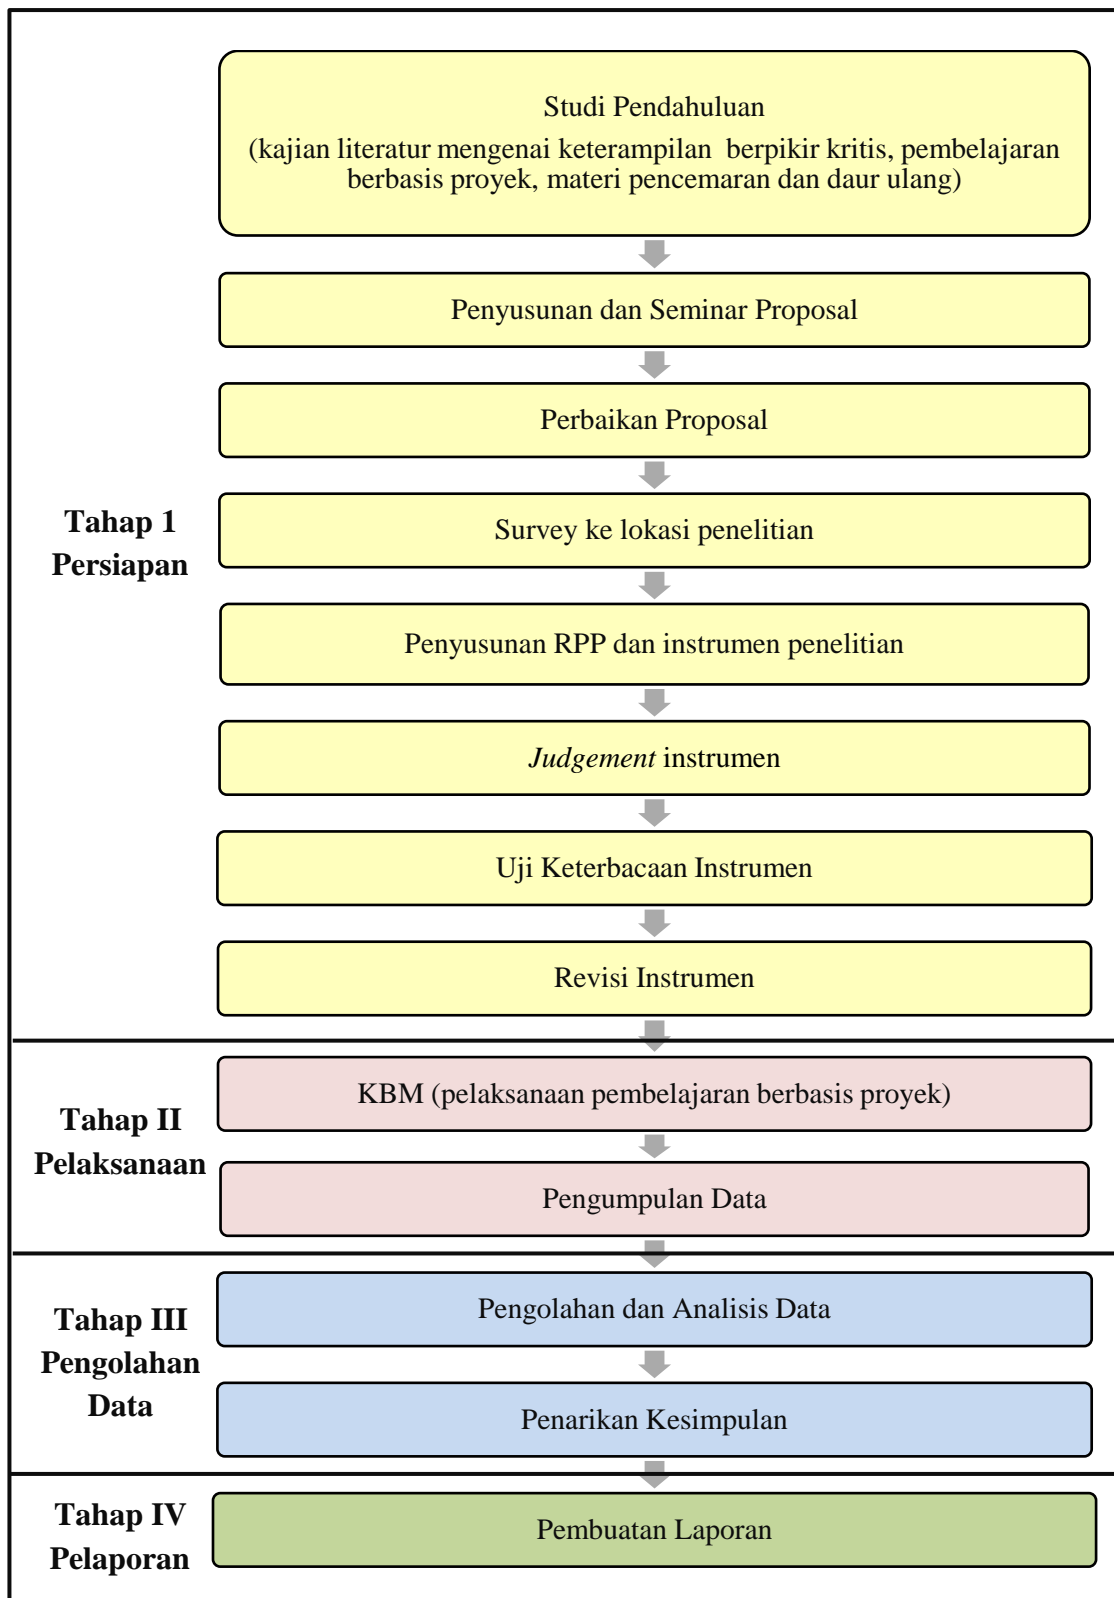 Studi Pendahuluan
(kajian literatur mengenai keterampilan berpikir kritis, pembelajaran
berbasis proyek, materi pencemaran dan daur ulang)
Penyusunan dan Seminar Proposal
Perbaikan Proposal
Tahap 1
Persiapan
Survey ke lokasi penelitian
Penyusunan RPP dan instrumen penelitian
Judgement instrumen
Uji Keterbacaan Instrumen
Revisi Instrumen
Tahap II
Pelaksanaan
KBM (pelaksanaan pembelajaran berbasis proyek)
Pengumpulan Data
Tahap III
Pengolahan
Data
Pengolahan dan Analisis Data
Penarikan Kesimpulan
Tahap IV
Pelaporan
Pembuatan Laporan